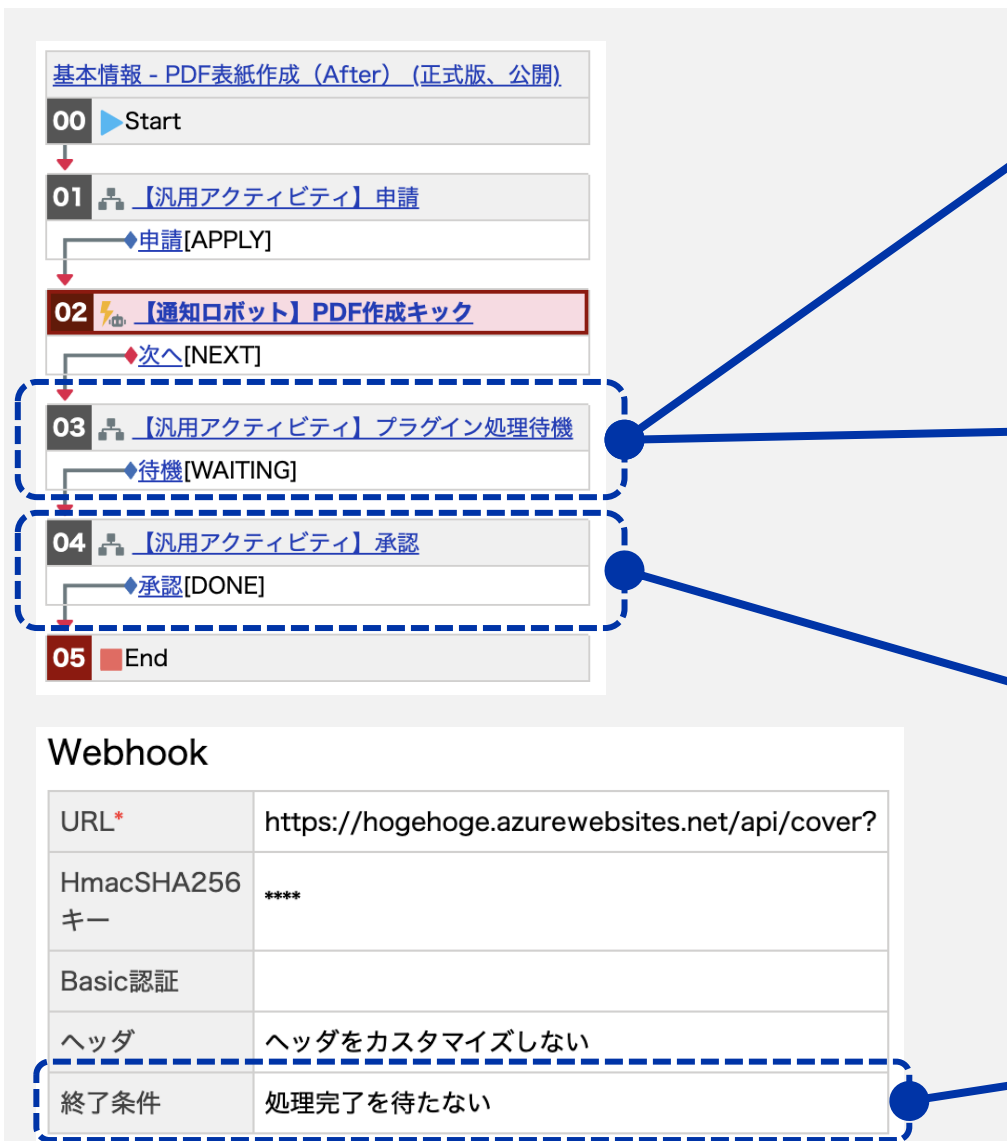 基本情報 - PDF表紙作成（After） (正式版、公開)
00 Start
01 【汎用アクティビティ】申請
申請[APPLY]
02 【通知ロボット】PDF作成キック
次へ[NEXT]
03 【汎用アクティビティ】プラグイン処理待機
待機[WAITING]
04 【汎用アクティビティ】承認
承認[DONE]
05 End
Webhook
URL* https://hogehoge.azurewebsites.net/api/cover?
HmacSHA256
キー ****
Basic認証
ヘッダ ヘッダをカスタマイズしない
終了条件 処理完了を待たない